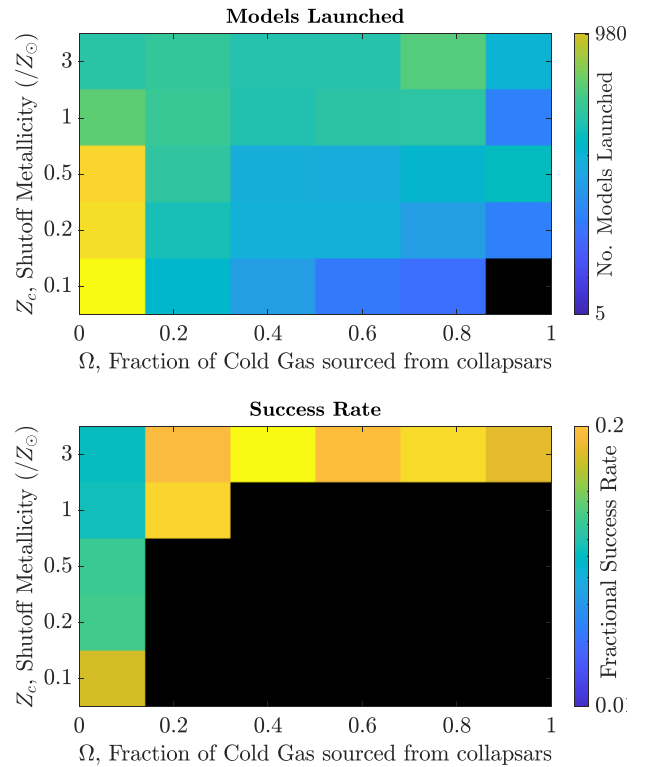 Models Launched
Z_c, Shutoff Metallicity (/Z_⊙)
3
1
0.5
0.2
0.1
0 0.2 0.4 0.6 0.8 1
Ω, Fraction of Cold Gas sourced from collapsars
980
No. Models Launched
5
Success Rate
Z_c, Shutoff Metallicity (/Z_⊙)
3
1
0.5
0.2
0.1
0 0.2 0.4 0.6 0.8 1
Ω, Fraction of Cold Gas sourced from collapsars
0.2
Fractional Success Rate